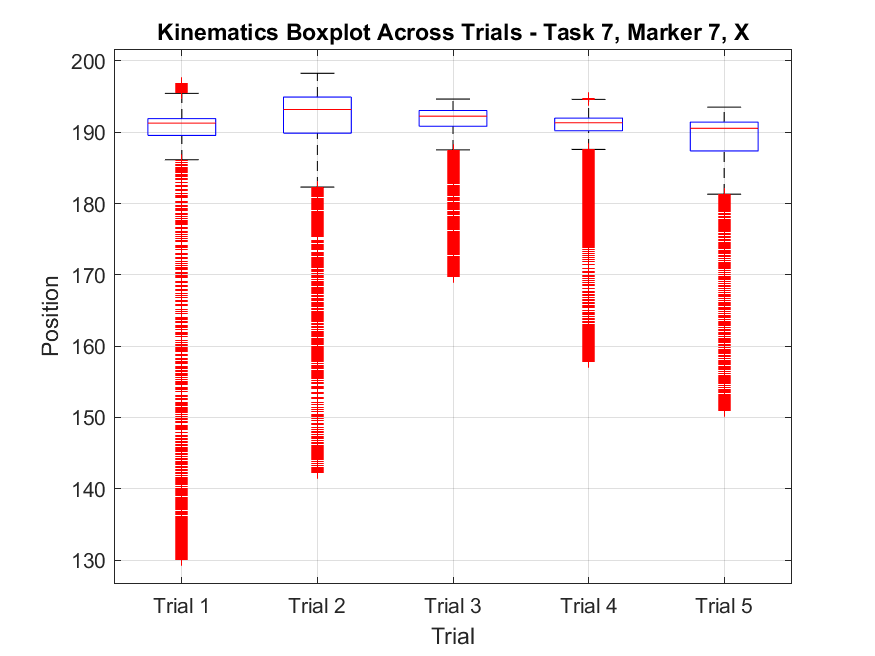 Kinematics Boxplot Across Trials - Task 7, Marker 7, X
200
190
180
170
160
150
140
130
Position
Trial 1 Trial 2 Trial 3 Trial 4 Trial 5
Trial